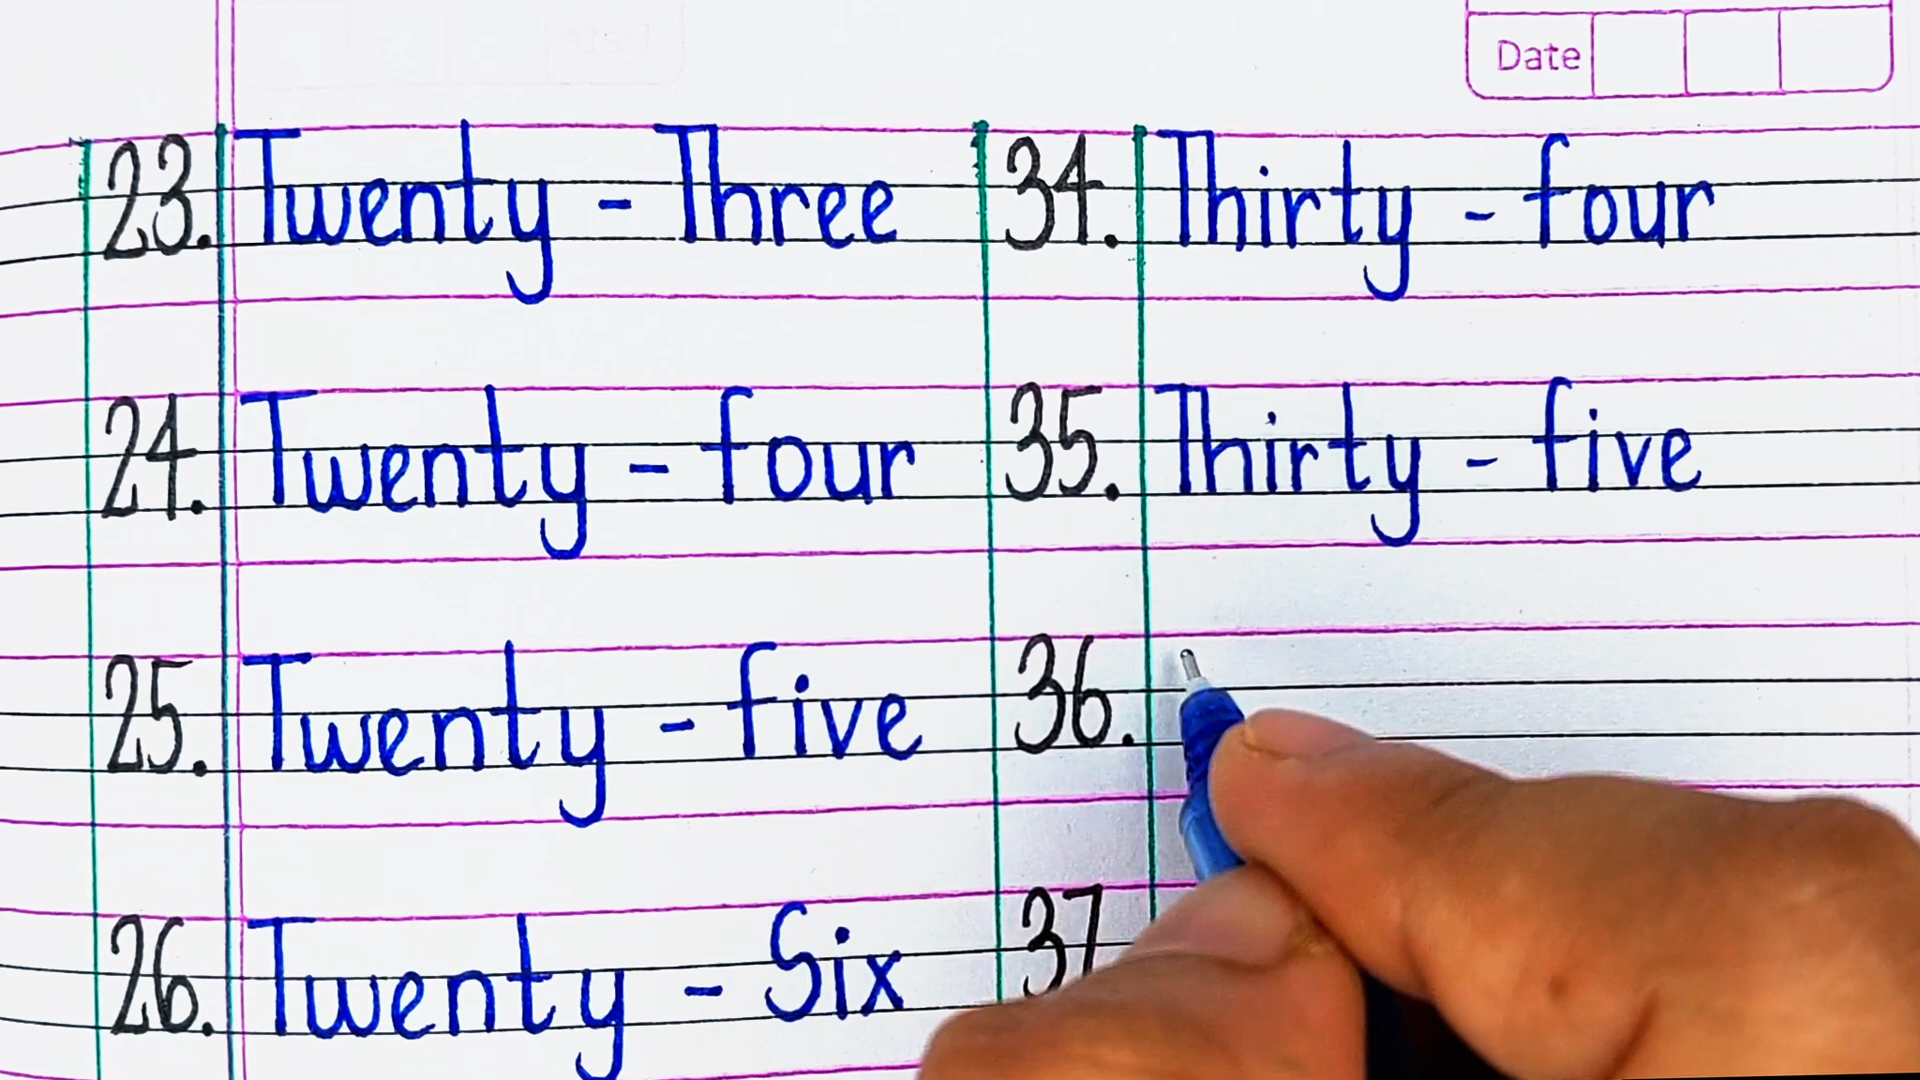 Date
23. Twenty - Three
24. Twenty - four
25. Twenty - five
26. Twenty - Six
34. Thirty - four
35. Thirty - five
36.
37